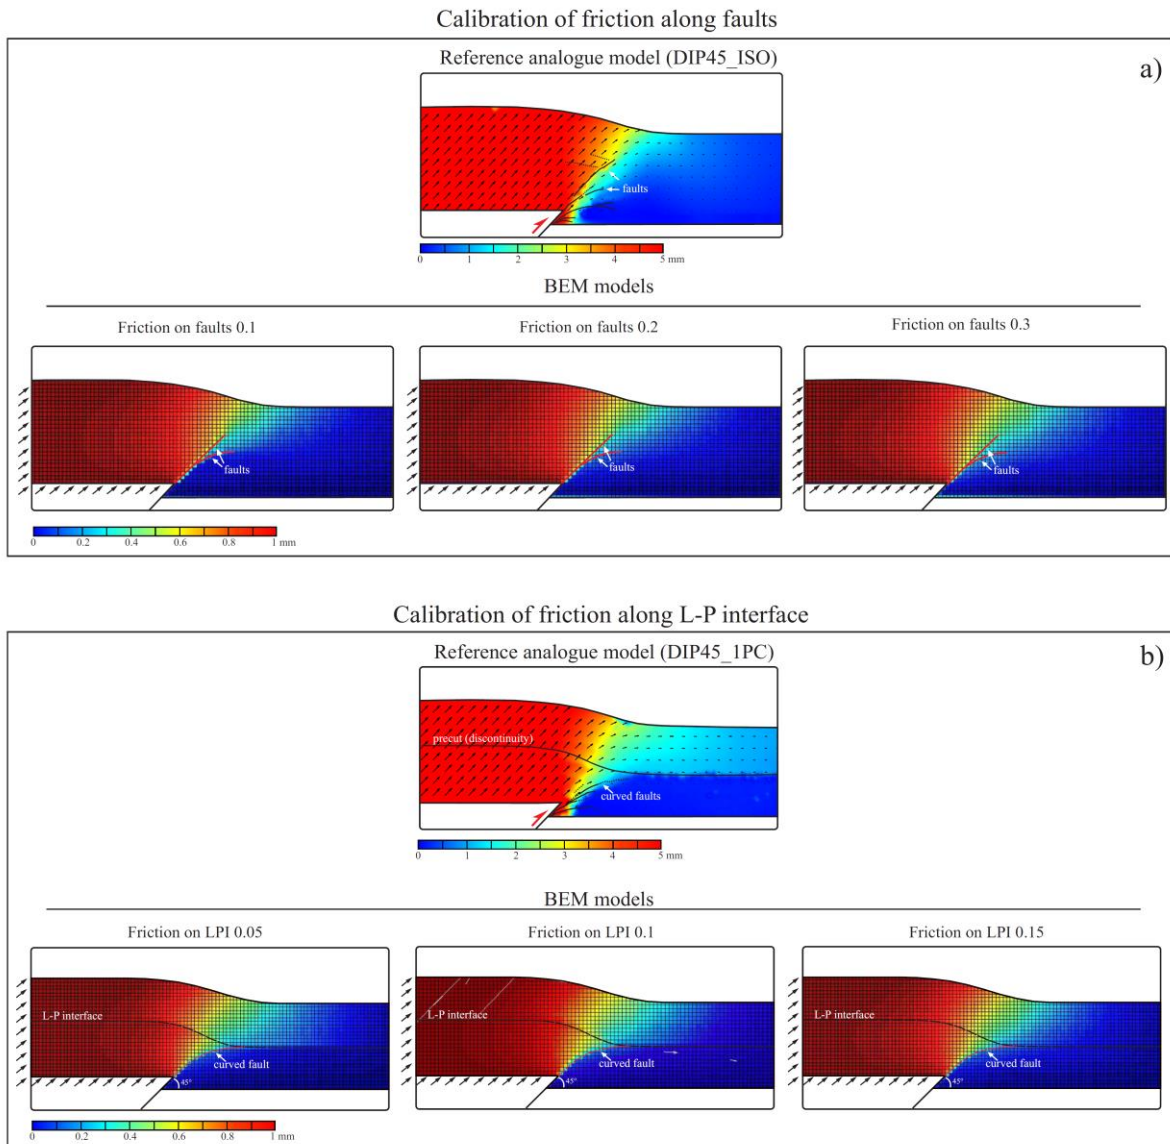 Calibration of friction along faults
Reference analogue model (DIP45_ISO)
a)
faults
0 1 2 3 4 5 mm
BEM models
Friction on faults 0.1
Friction on faults 0.2
Friction on faults 0.3
faults
faults
faults
0 0.2 0.4 0.6 0.8 1 mm
Calibration of friction along L-P interface
Reference analogue model (DIP45_1PC)
b)
precut (discontinuity)
curved faults
0 1 2 3 4 5 mm
BEM models
Friction on LPI 0.05
Friction on LPI 0.1
Friction on LPI 0.15
L-P interface
curved fault
45°
L-P interface
curved fault
45°
L-P interface
curved fault
45°
0 0.2 0.4 0.6 0.8 1 mm